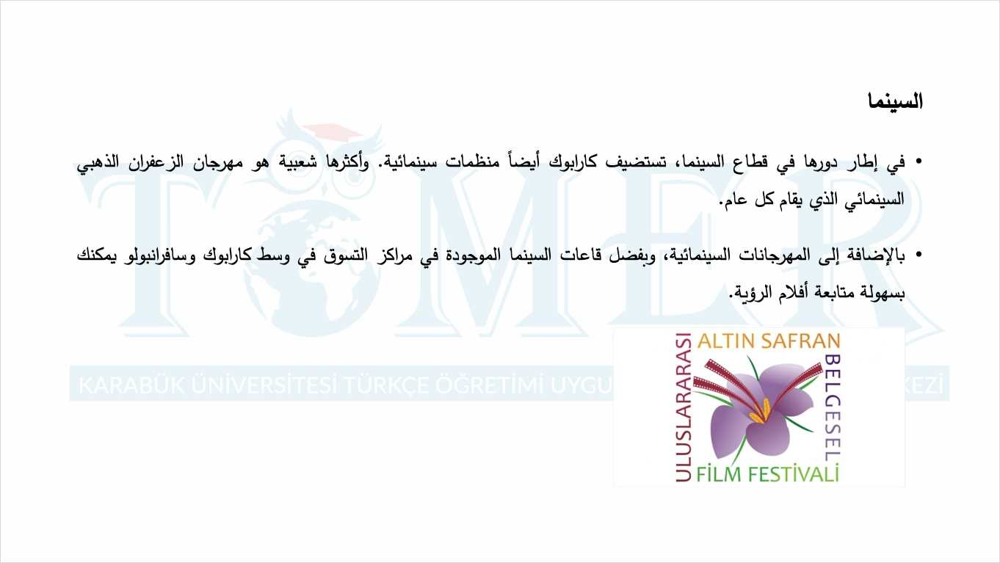 السينما
• في إطار دورها في قطاع السينما، تستضيف كارابوك أيضاً منظمات سينمائية. وأكثرها شعبية هو مهرجان الزعفران الذهبي
السينمائي الذي يقام كل عام.
• بالإضافة إلى المهرجانات السينمائية، وبفضل قاعات السينما الموجودة في مراكز التسوق في وسط كارابوك وسافرانبولو يمكنك
بسهولة متابعة أفلام الرؤية.
TÖMER
KARABÜK ÜNİVERSİTESİ TÜRKÇE ÖĞRETİMİ
ULUSLARARASI
ALTIN SAFRAN
BELGESEL
FİLM FESTİVALİ